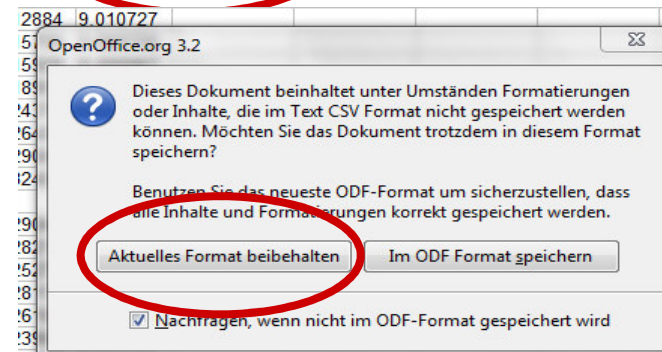 2884 9.010727
OpenOffice.org 3.2
Dieses Dokument beinhaltet unter Umständen Formatierungen
oder Inhalte, die im Text CSV Format nicht gespeichert werden
können. Möchten Sie das Dokument trotzdem in diesem Format
speichern?
Benutzen Sie das neueste ODF-Format um sicherzustellen, dass
alle Inhalte und Formatierungen korrekt gespeichert werden.
Aktuelles Format beibehalten Im ODF Format speichern
Nachfragen, wenn nicht im ODF-Format gespeichert wird